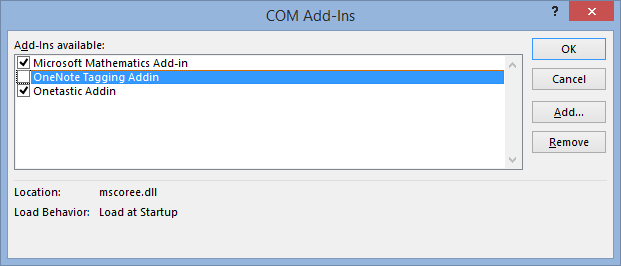 COM Add-Ins
?
Add-Ins available:
Microsoft Mathematics Add-in
OneNote Tagging Addin
Onetastic Addin
OK
Cancel
Add...
Remove
Location: mscoree.dll
Load Behavior: Load at Startup